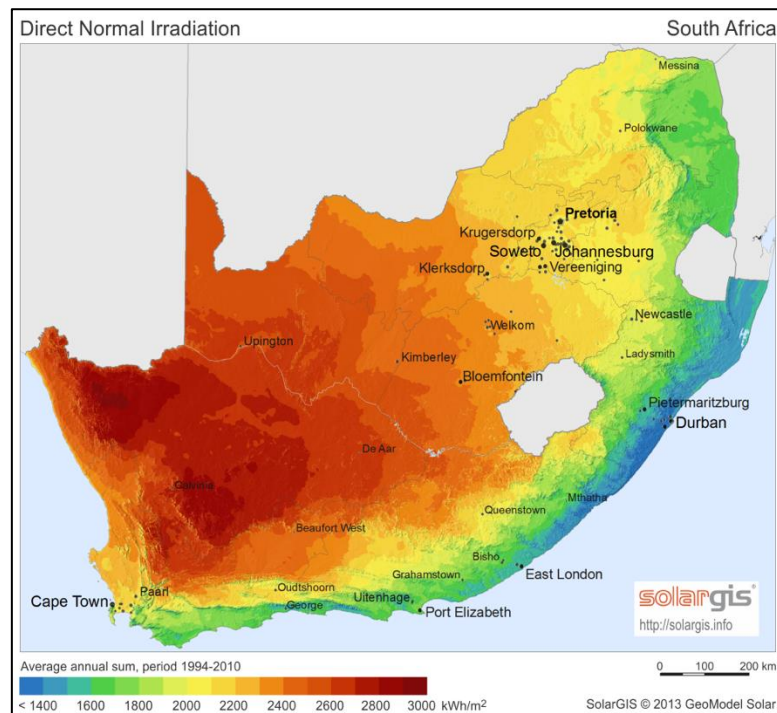 Direct Normal Irradiation
South Africa
Messina
Polokwane
Pretoria
Krugersdorp
Soweto
Johannesburg
Klerksdorp
Vereeniging
Welkom
Newcastle
Upington
Kimberley
Ladysmith
Bloemfontein
Pietermaritzburg
Durban
De Aar
Calvinia
Mthatha
Queenstown
Beaufort West
Bisho
Grahamstown
East London
Oudtshoorn
Paarl
Cape Town
George
Uitenhage
Port Elizabeth
solargis
http://solargis.info
Average annual sum, period 1994-2010
0 100 200 km
< 1400 1600 1800 2000 2200 2400 2600 2800 3000 kWh/m²
SolarGIS © 2013 GeoModel Solar